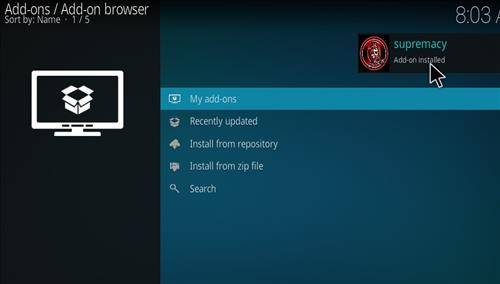 Add-ons / Add-on browser
Sort by: Name · 1 / 5
8:03
supremacy
Add-on installed
My add-ons
Recently updated
Install from repository
Install from zip file
Search